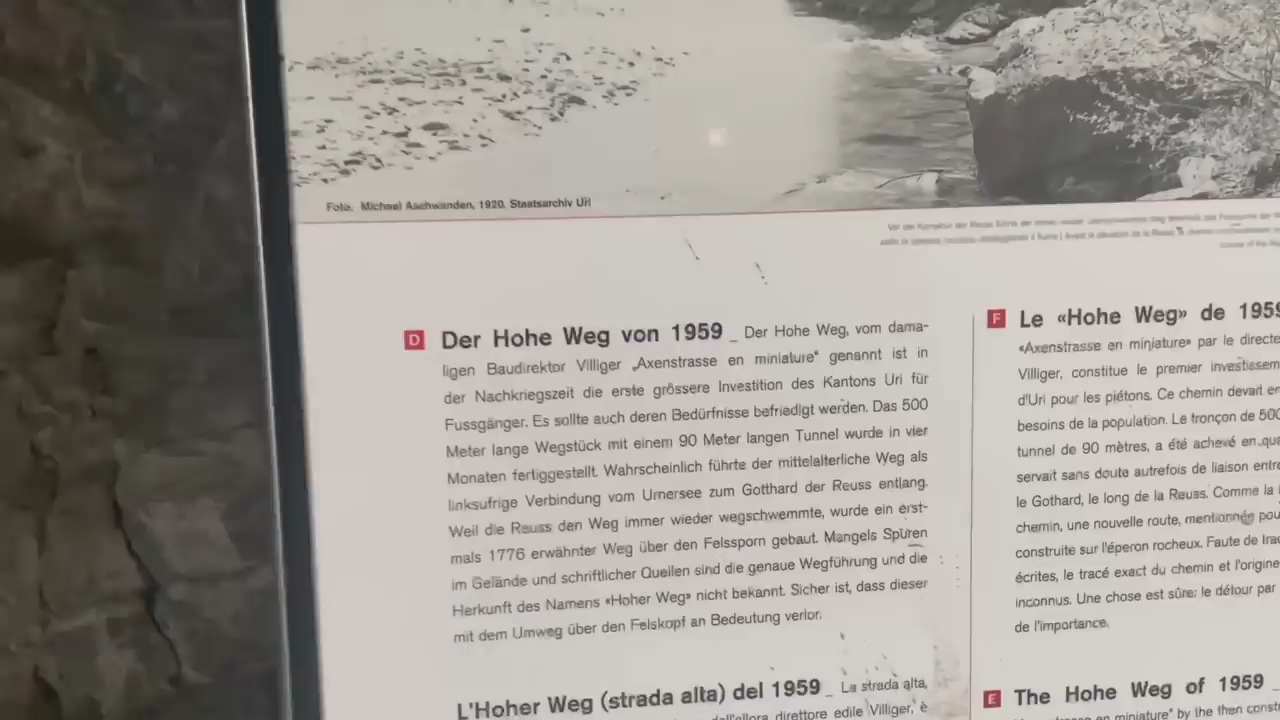 Foto: Michael Aschwanden, 1920. Staatsarchiv Uri
D Der Hohe Weg von 1959 _ Der Hohe Weg, vom dama-
ligen Baudirektor Villiger „Axenstrasse en miniature“ genannt ist in
der Nachkriegszeit die erste grössere Investition des Kantons Uri für
Fussgänger. Es sollte auch deren Bedürfnisse befriedigt werden. Das 500
Meter lange Wegstück mit einem 90 Meter langen Tunnel wurde in vier
Monaten fertiggestellt. Wahrscheinlich führte der mittelalterliche Weg als
linksufrige Verbindung vom Urnersee zum Gotthard der Reuss entlang.
Weil die Reuss den Weg immer wieder wegschwemmte, wurde ein erst-
mals 1776 erwähnter Weg über den Felssporn gebaut. Mangels Spuren
im Gelände und schriftlicher Quellen sind die genaue Wegführung und die
Herkunft des Namens «Hoher Weg» nicht bekannt. Sicher ist, dass dieser
mit dem Umweg über den Felskopf an Bedeutung verlor.
L'Hoher Weg (strada alta) del 1959 _ La strada alta,
dall'allora direttore edile Villiger, è
F Le «Hohe Weg» de 1959
«Axenstrasse en miniature» par le directe
Villiger, constitue le premier investissem
d'Uri pour les piétons. Ce chemin devait
besoins de la population. Le tronçon de 500
tunnel de 90 mètres, a été achevé en qua
servait sans doute autrefois de liaison entr
le Gothard, le long de la Reuss. Comme la
chemin, une nouvelle route, mentionnée pou
construite sur l'éperon rocheux. Faute de trac
écrites, le tracé exact du chemin et l'origine
inconnus. Une chose est sûre: le détour par
de l'importance.
E The Hohe Weg of 1959 _
en miniature" by the then const